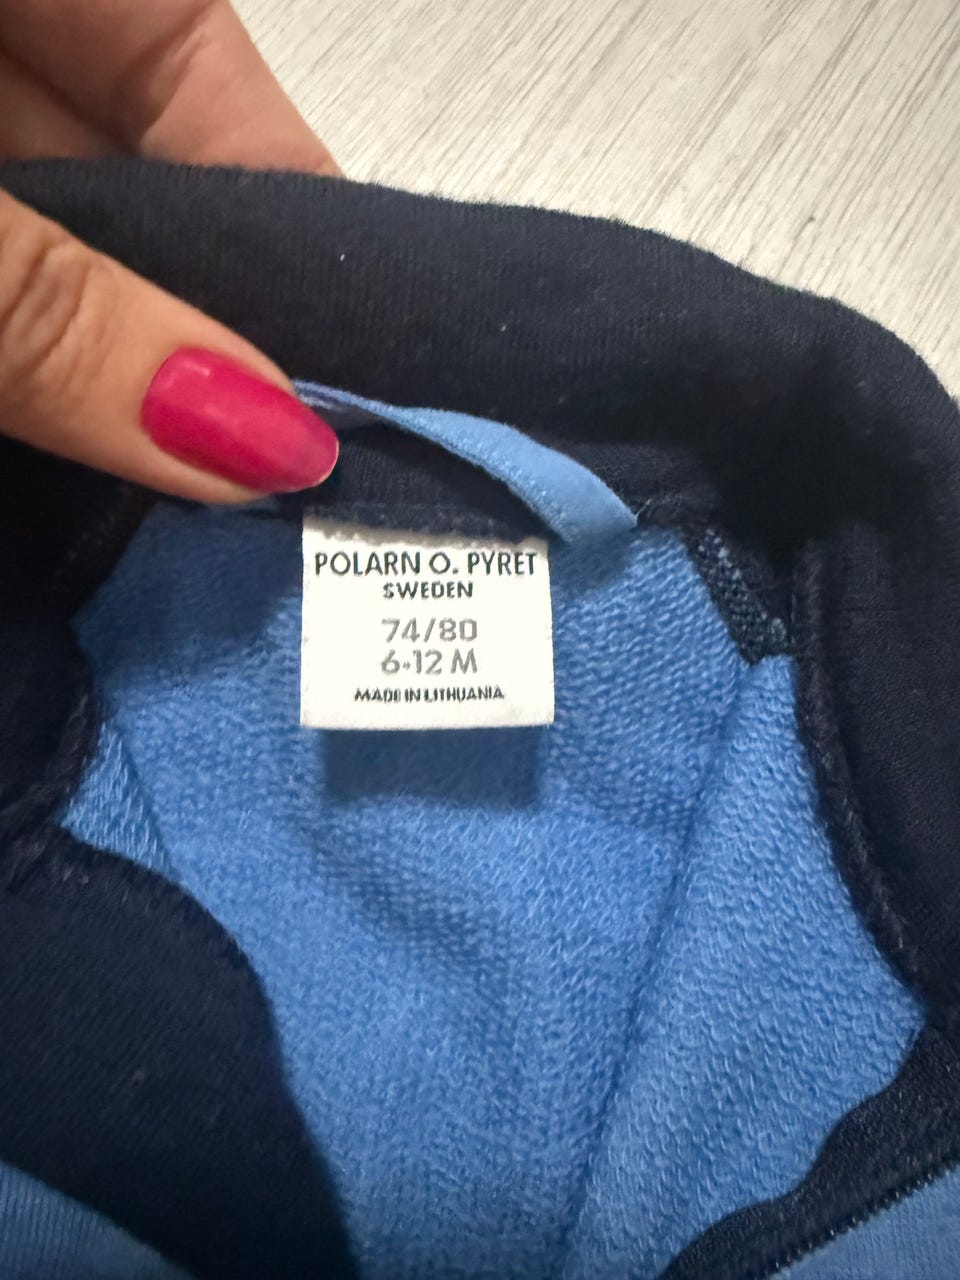 POLARN O. PYRET
SWEDEN
74/80
6-12 M
MADE IN LITHUANIA